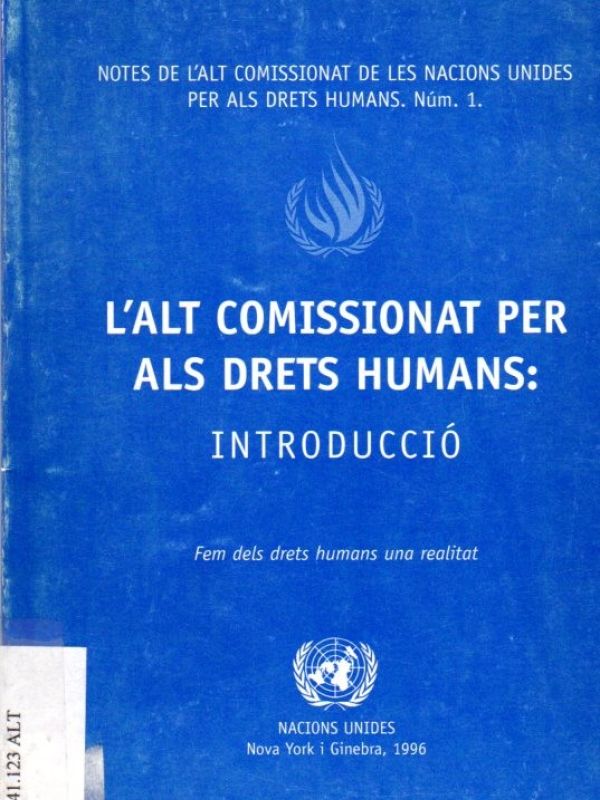 NOTES DE L'ALT COMISSIONAT DE LES NACIONS UNIDES
PER ALS DRETS HUMANS. Núm. 1.
L'ALT COMISSIONAT PER
ALS DRETS HUMANS:
INTRODUCCIÓ
Fem dels drets humans una realitat
NACIONS UNIDES
Nova York i Ginebra, 1996
41.123 ALT